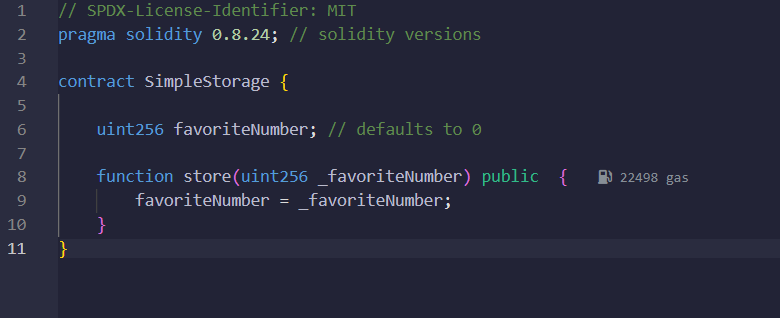 1 // SPDX-License-Identifier: MIT
2 pragma solidity 0.8.24; // solidity versions
3
4 contract SimpleStorage {
5
6 uint256 favoriteNumber; // defaults to 0
7
8 function store(uint256 _favoriteNumber) public  { 22498 gas
9 favoriteNumber = _favoriteNumber;
10 }
11 }